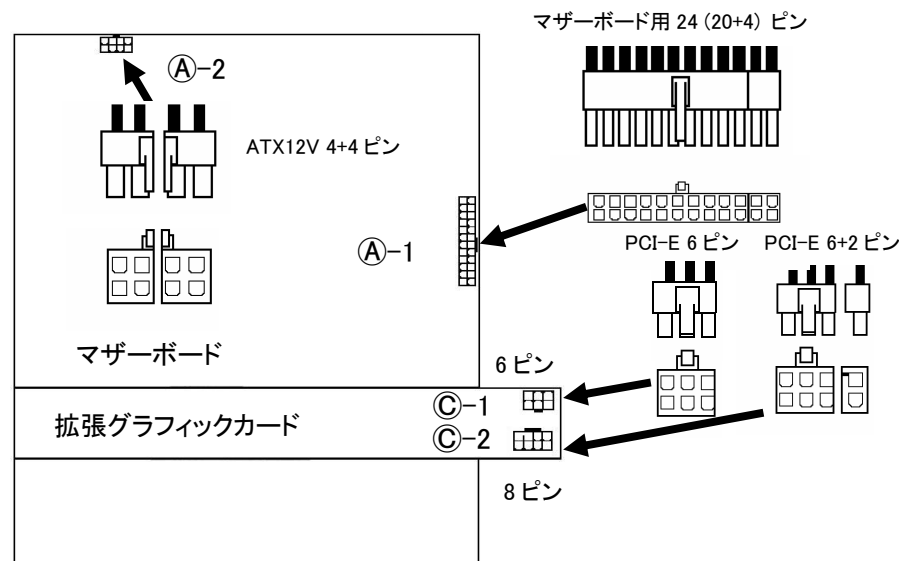 マザーボード用 24 (20+4) ピン
Ⓐ-2
ATX12V 4+4 ピン
Ⓐ-1
PCI-E 6 ピン
PCI-E 6+2 ピン
マザーボード
6 ピン
Ⓒ-1
拡張グラフィックカード
Ⓒ-2
8 ピン